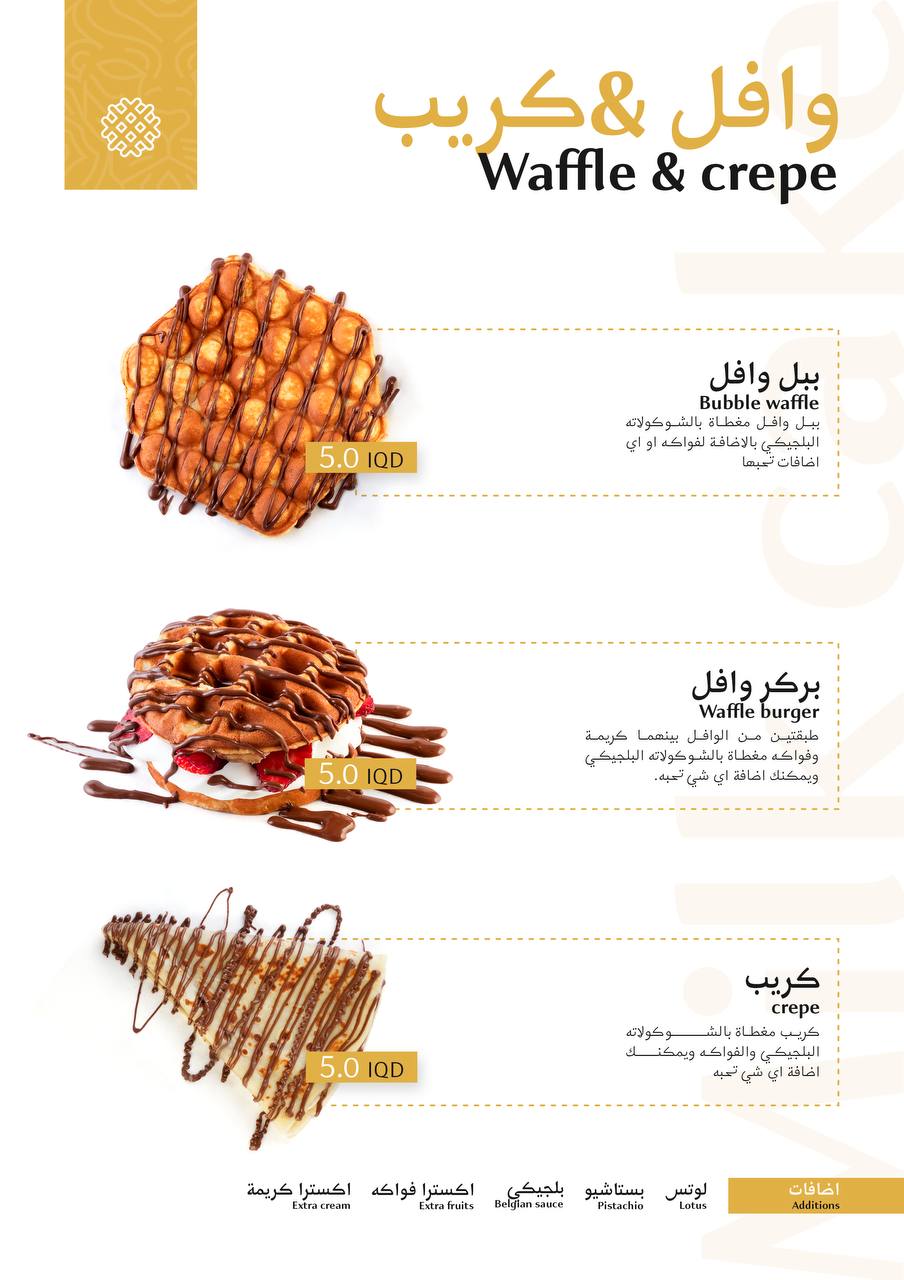 وافل &كريب
Waffle & crepe
ببل وافل
Bubble waffle
ببل وافل مغطاة بالشوكولاته
البلجيكي بالاضافة لفواكه او اي
اضافات تحبها
5.0 IQD
بركر وافل
Waffle burger
طبقتين من الوافل بينهما كريمة
وفواكه مغطاة بالشوكولاته البلجيكي
ويمكنك اضافة اي شي تحبه.
5.0 IQD
كريب
crepe
كريب مغطاة بالشوكولاته
البلجيكي والفواكه ويمكنك
اضافة اي شي تحبه
5.0 IQD
اضافات
Additions
لوتس
Lotus
بستاشيو
Pistachio
بلجيكي
Belgian sauce
اكسترا فواكه
Extra fruits
اكسترا كريمة
Extra cream
Milk cake